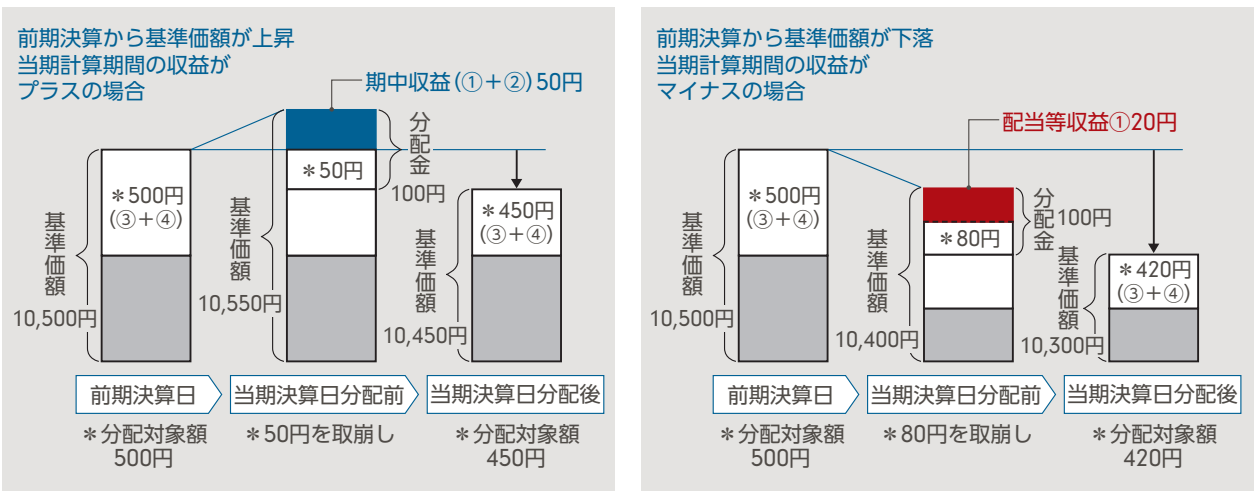 前期決算から基準価額が上昇
当期計算期間の収益が
プラスの場合
期中収益(①+②)50円
分配金
100円
*500円
(③+④)
*50円
*450円
(③+④)
基準価額
10,500円
基準価額
10,550円
基準価額
10,450円
前期決算日
当期決算日分配前
当期決算日分配後
*分配対象額
500円
*50円を取崩し
*分配対象額
450円
前期決算から基準価額が下落
当期計算期間の収益が
マイナスの場合
配当等収益①20円
*500円
(③+④)
分配金
100円
*80円
*420円
(③+④)
基準価額
10,500円
基準価額
10,400円
基準価額
10,300円
前期決算日
当期決算日分配前
当期決算日分配後
*分配対象額
500円
*80円を取崩し
*分配対象額
420円